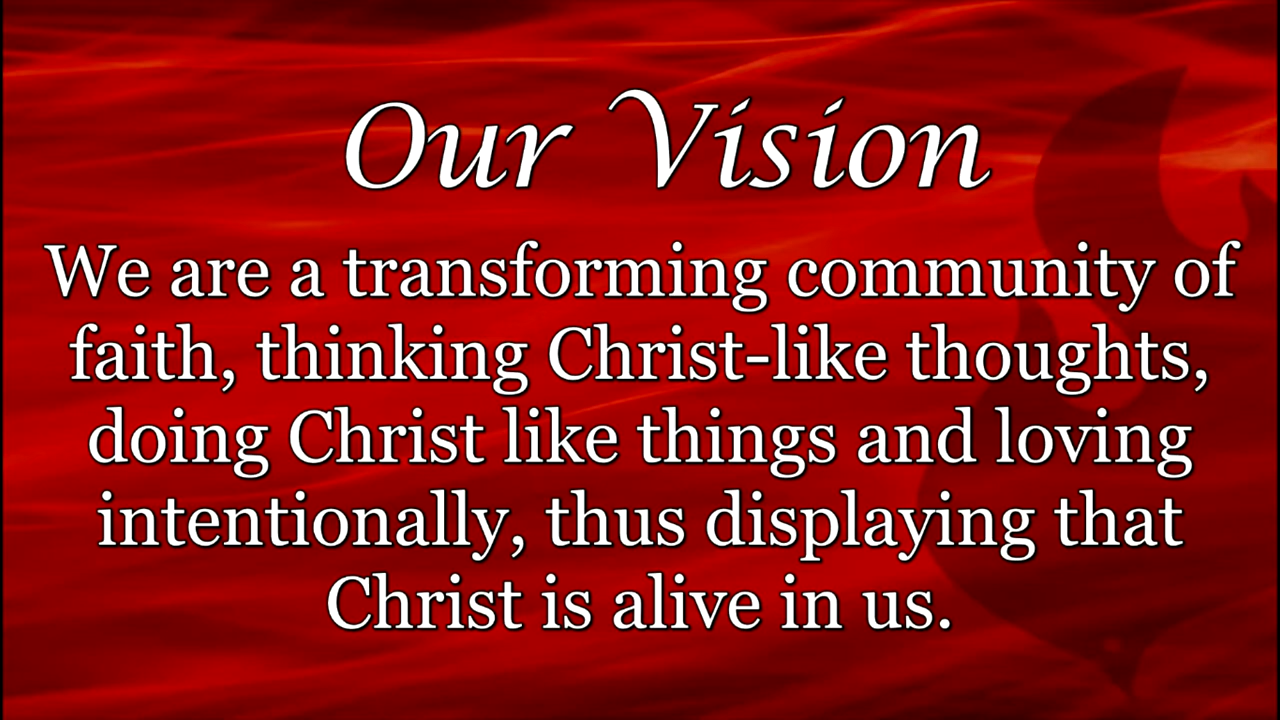 Our Vision
We are a transforming community of
faith, thinking Christ-like thoughts,
doing Christ like things and loving
intentionally, thus displaying that
Christ is alive in us.